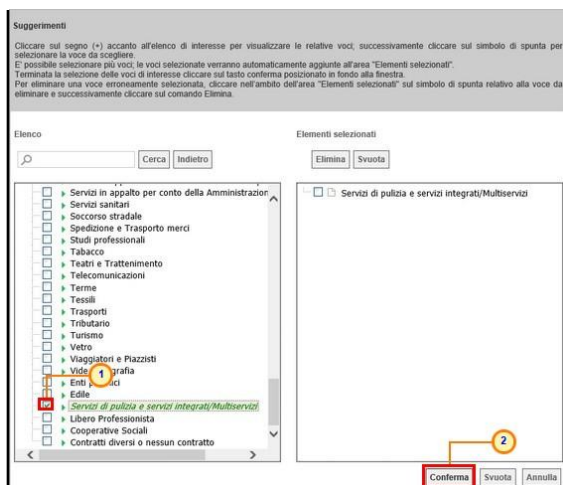 Suggerimenti
Cliccare sul segno (+) accanto all'elenco di interesse per visualizzare le relative voci; successivamente cliccare sul simbolo di spunta per
selezionare la voce da scegliere.
E' possibile selezionare più voci; le voci selezionate verranno automaticamente aggiunte all'area "Elementi selezionati".
Terminata la selezione delle voci di interesse cliccare sul tasto conferma posizionato in fondo alla finestra.
Per eliminare una voce erroneamente selezionata, cliccare nell'ambito dell'area "Elementi selezionati" sul simbolo di spunta relativo alla voce da
eliminare e successivamente cliccare sul comando Elimina.
Elenco
Elementi selezionati
Cerca Indietro
Elimina Svuota
Servizi in appalto per conto della Amministrazion
Servizi sanitari
Soccorso stradale
Spedizione e Trasporto merci
Studi professionali
Tabacco
Teatri e Trattenimento
Telecomunicazioni
Terme
Tessili
Trasporti
Tributario
Turismo
Vetro
Viaggiatori e Piazzisti
1
Edile
Servizi di pulizia e servizi integrati/Multiservizi
Libero Professionista
Cooperative Sociali
Contratti diversi o nessun contratto
Servizi di pulizia e servizi integrati/Multiservizi
2
Conferma Svuota Annulla